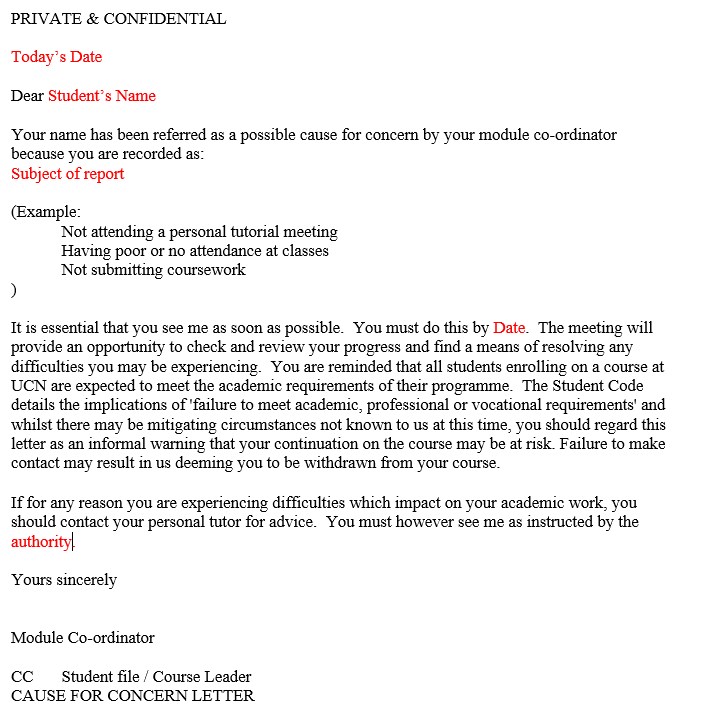 PRIVATE & CONFIDENTIAL
Today's Date
Dear Student's Name
Your name has been referred as a possible cause for concern by your module co-ordinator
because you are recorded as:
Subject of report
(Example:
Not attending a personal tutorial meeting
Having poor or no attendance at classes
Not submitting coursework
)
It is essential that you see me as soon as possible.  You must do this by Date.  The meeting will
provide an opportunity to check and review your progress and find a means of resolving any
difficulties you may be experiencing.  You are reminded that all students enrolling on a course at
UCN are expected to meet the academic requirements of their programme.  The Student Code
details the implications of 'failure to meet academic, professional or vocational requirements' and
whilst there may be mitigating circumstances not known to us at this time, you should regard this
letter as an informal warning that your continuation on the course may be at risk. Failure to make
contact may result in us deeming you to be withdrawn from your course.
If for any reason you are experiencing difficulties which impact on your academic work, you
should contact your personal tutor for advice.  You must however see me as instructed by the
authority.
Yours sincerely
Module Co-ordinator
CC Student file / Course Leader
CAUSE FOR CONCERN LETTER